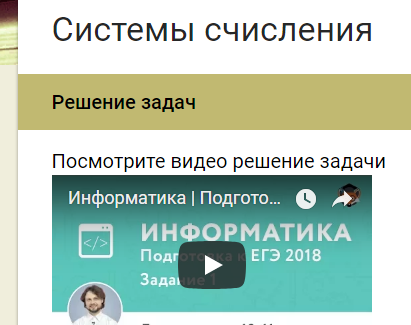 Системы счисления
Решение задач
Посмотрите видео решение задачи
Информатика | Подгото...
</>
ИНФОРМАТИКА
Подготовка к ЕГЭ 2018
Задание 1